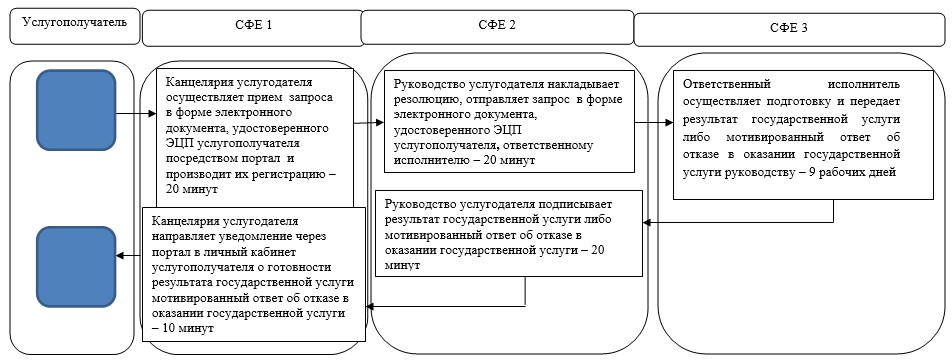 Услугополучатель
СФЕ 1
СФЕ 2
СФЕ 3
Канцелярия услугодателя
осуществляет прием запроса
в форме электронного
документа, удостоверенного
ЭЦП услугополучателя
посредством портал и
производит их регистрацию –
20 минут
Руководство услугодателя накладывает
резолюцию, отправляет запрос в форме
электронного документа,
удостоверенного ЭЦП
услугополучателя, ответственному
исполнителю – 20 минут
Ответственный исполнитель
осуществляет подготовку и передает
результат государственной услуги
либо мотивированный ответ об
отказе в оказании государственной
услуги руководству – 9 рабочих дней
Руководство услугодателя подписывает
результат государственной услуги либо
мотивированный ответ об отказе в
оказании государственной услуги – 20
минут
Канцелярия услугодателя
направляет уведомление через
портал в личный кабинет
услугополучателя о готовности
результата государственной услуги
мотивированный ответ об отказе в
оказании государственной услуги
– 10 минут